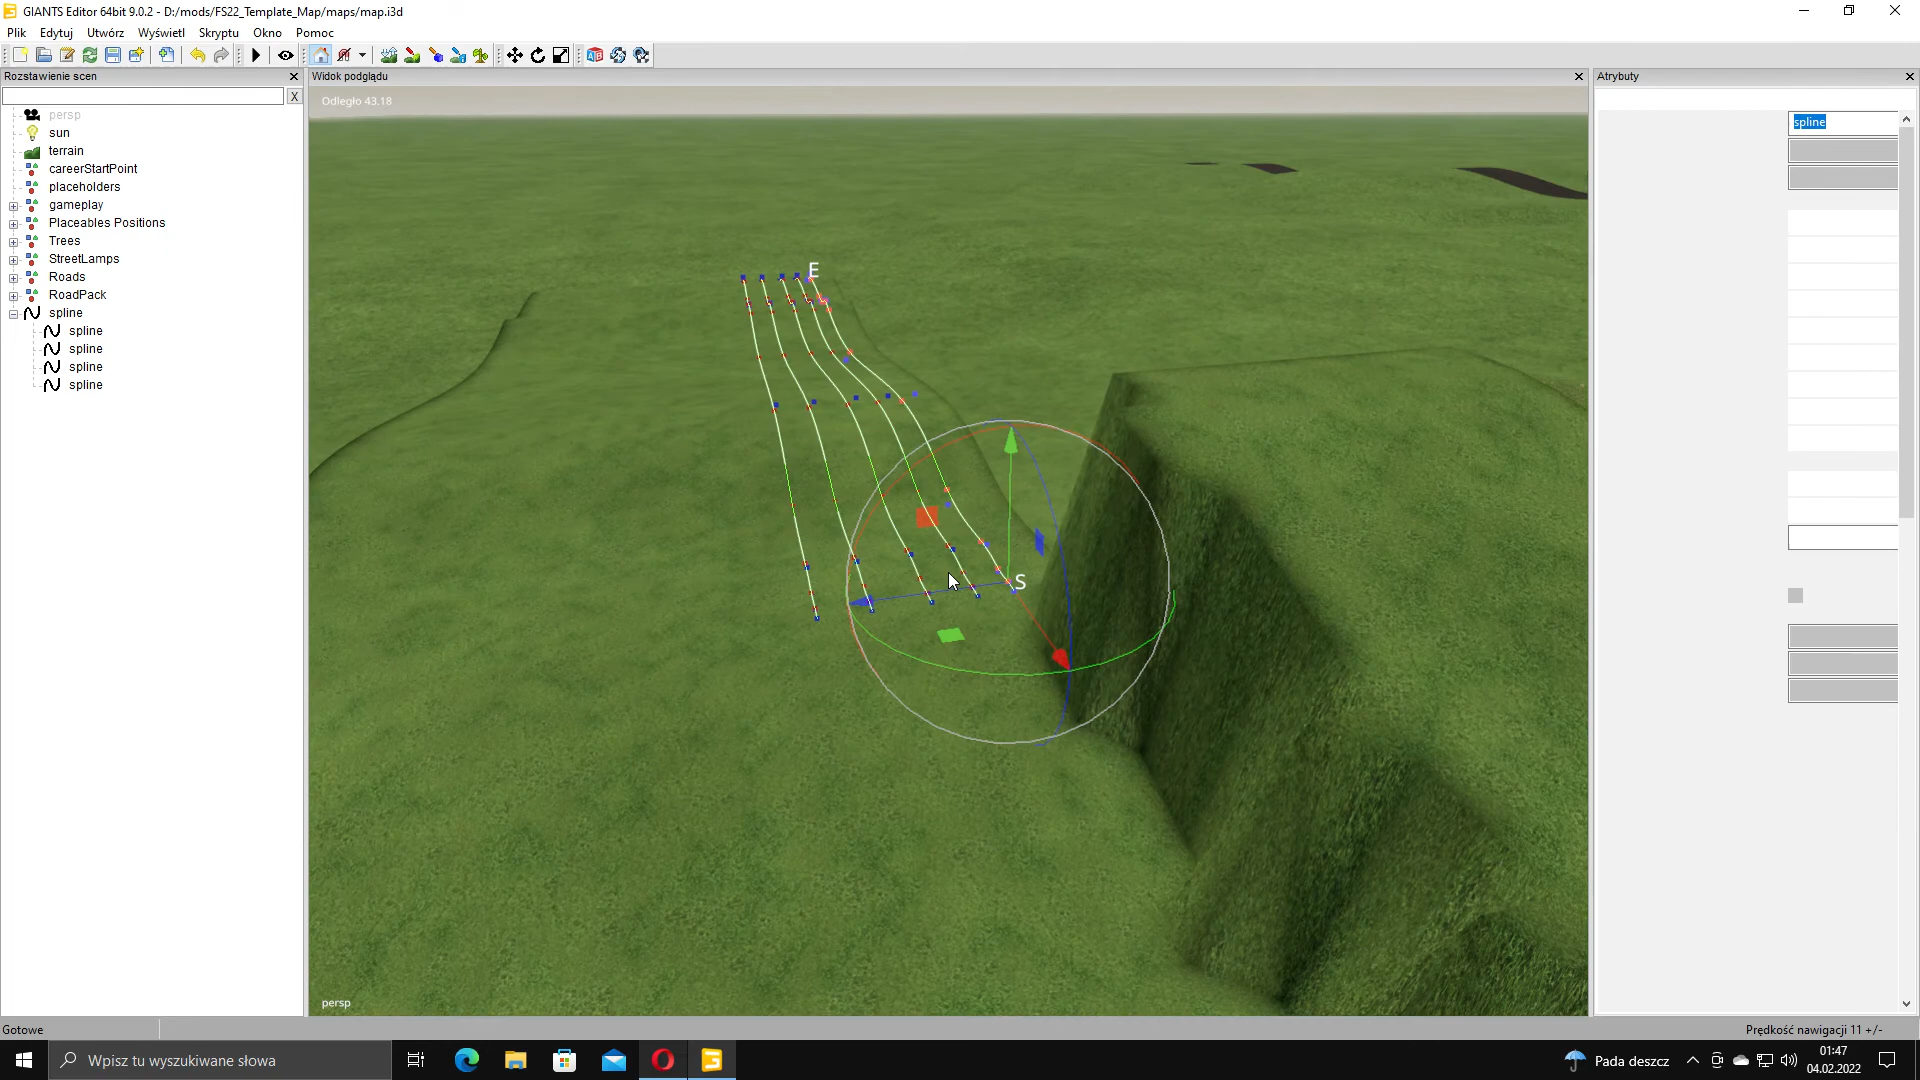 GIANTS Editor 64bit 9.0.2 - D:/mods/FS22_Template_Map/maps/map.i3d
Plik Edytuj Utwórz Wyświetl Skryptu Okno Pomoc
Rozstawienie scen
X
persp
sun
terrain
careerStartPoint
placeholders
gameplay
Placeables Positions
Trees
StreetLamps
Roads
RoadPack
spline
spline
spline
spline
spline
Widok podglądu
Odległo 43.18
E
S
persp
Atrybuty
spline
Gotowe
Prędkość nawigacji 11 +/-
Wpisz tu wyszukiwane słowa
Pada deszcz
01:47
04.02.2022